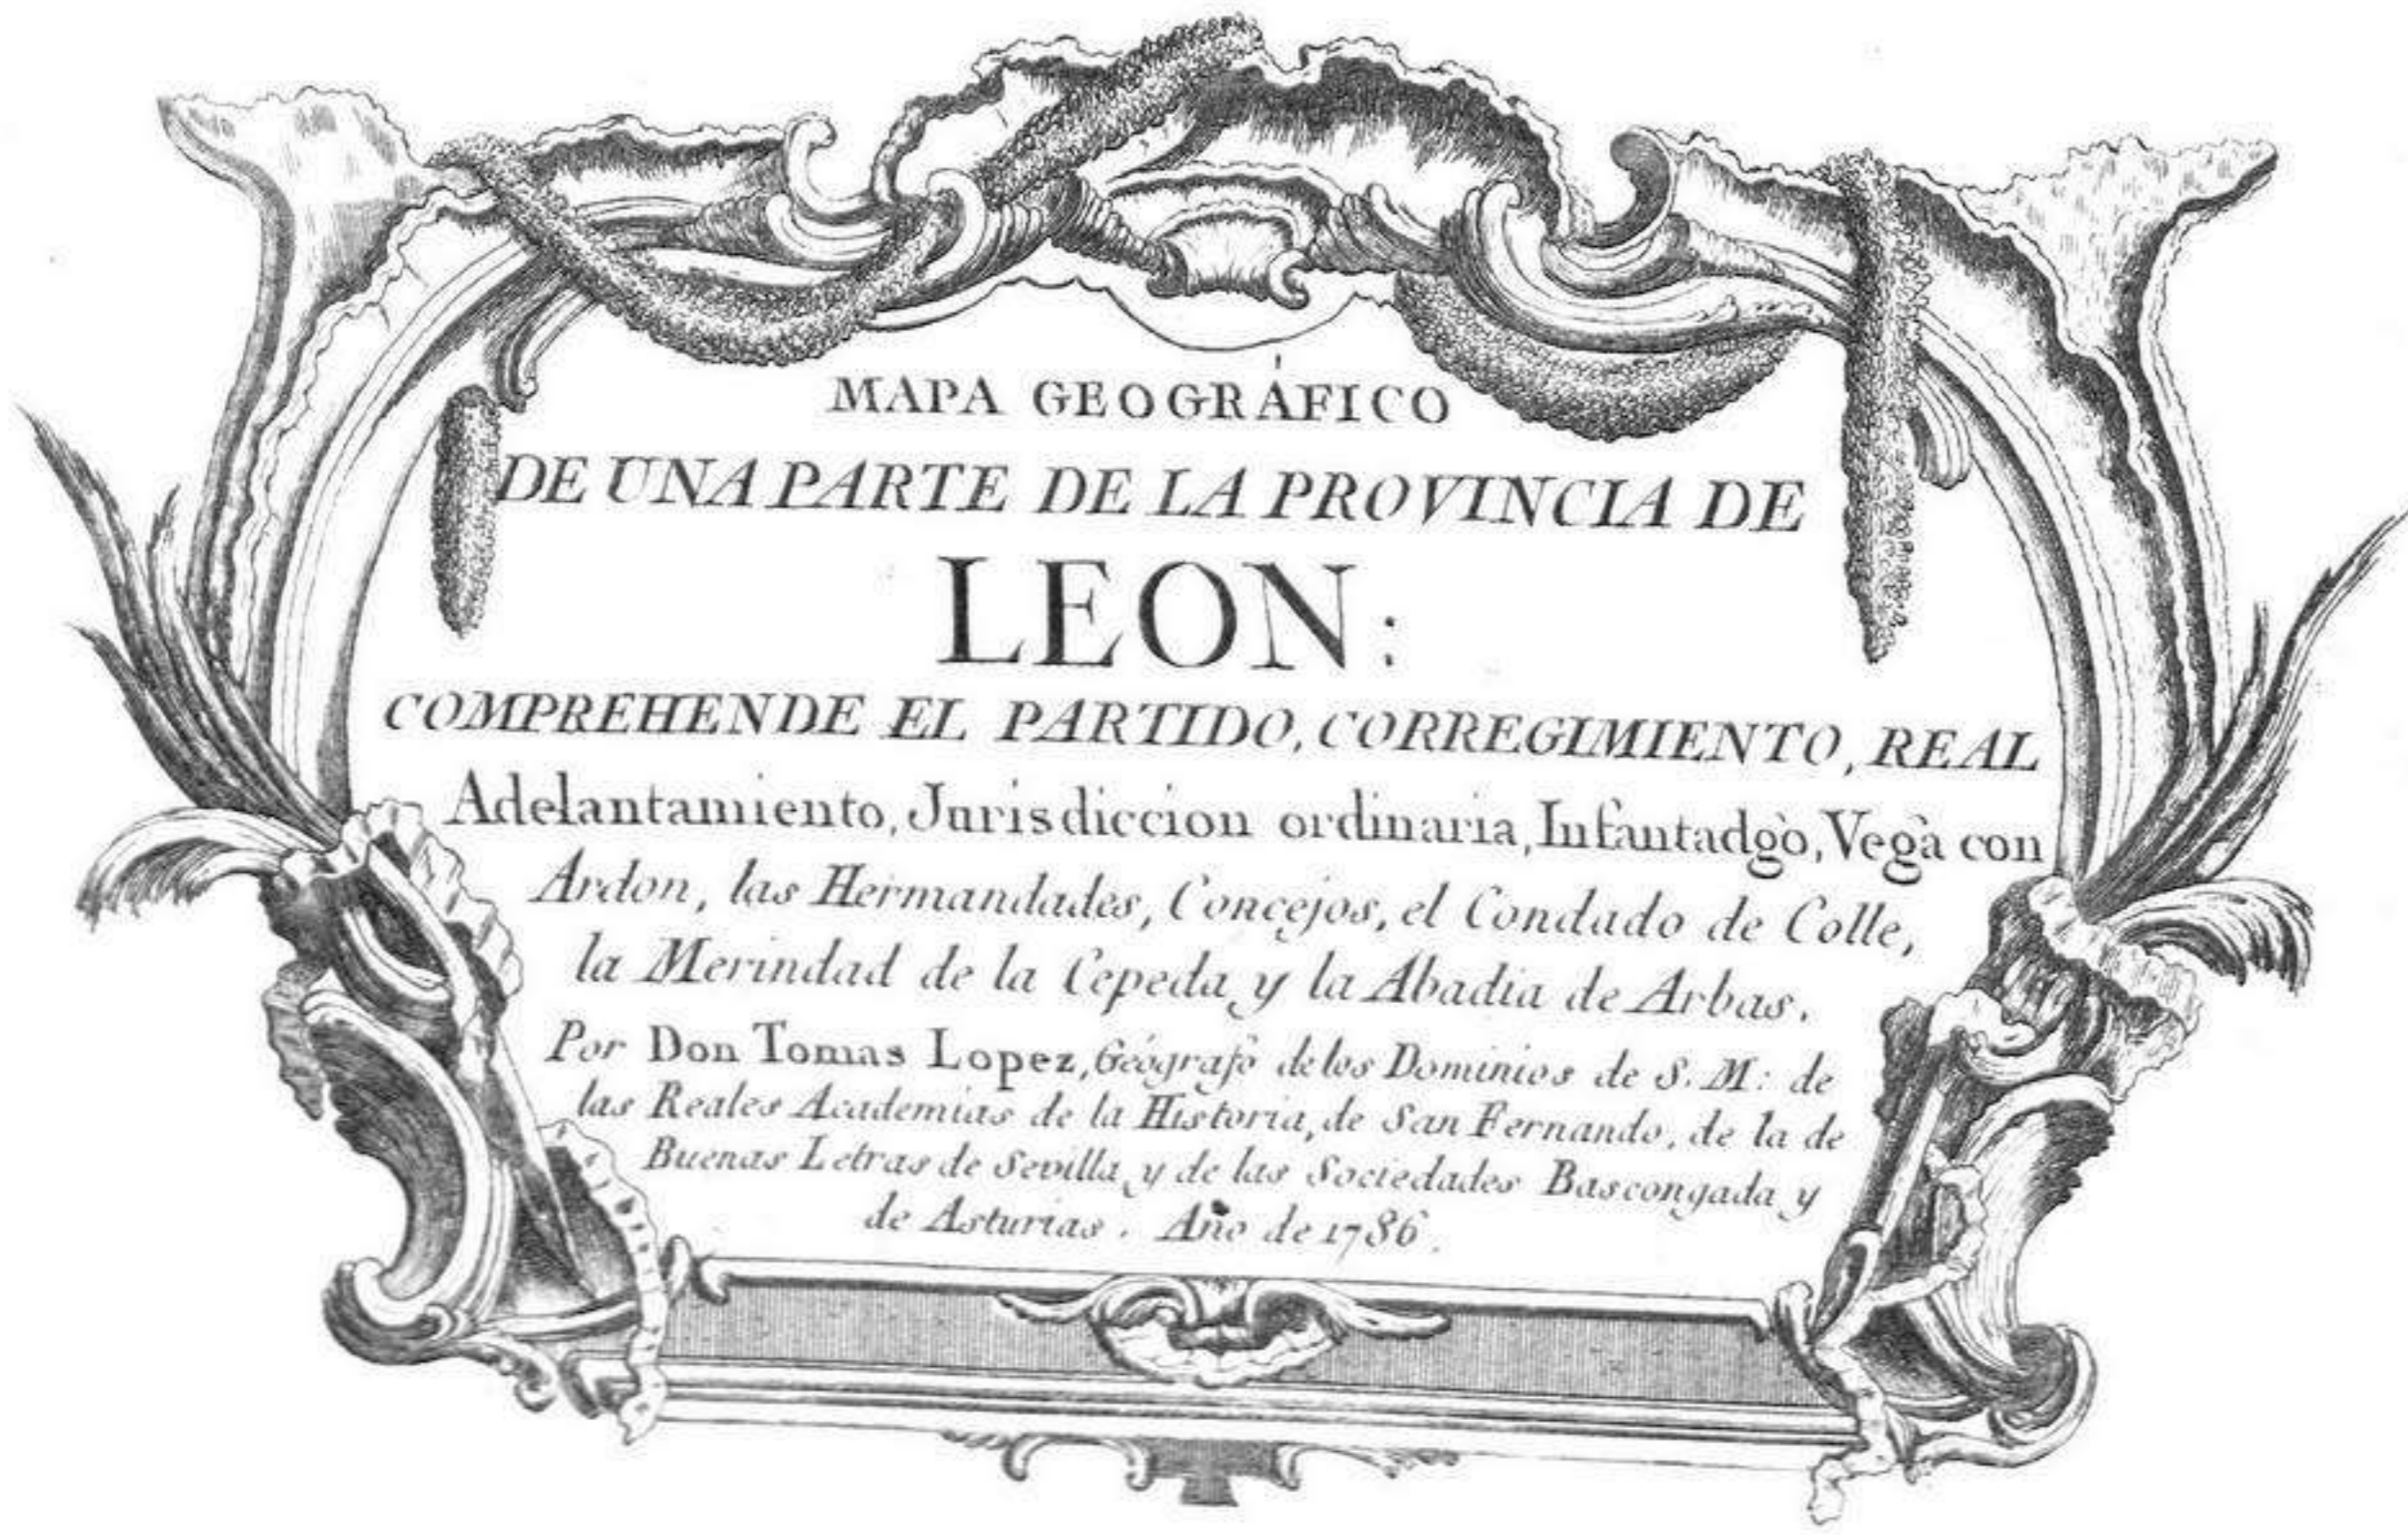 MAPA GEOGRÁFICO
DE UNA PARTE DE LA PROVINCIA DE
LEON:
COMPREHENDE EL PARTIDO, CORREGIMIENTO, REAL
Adelantamiento, Jurisdiccion ordinaria, Infantadgo, Vega con
Ardon, las Hermandades, Concejos, el Condado de Colle,
la Merindad de la Cepeda y la Abadia de Arbas.
Por Don Tomas Lopez, Geógrafo de los Dominios de S. M: de
las Reales Academias de la Historia, de San Fernando, de la de
Buenas Letras de Sevilla y de las Sociedades Bascongada y
de Asturias. Año de 1786.